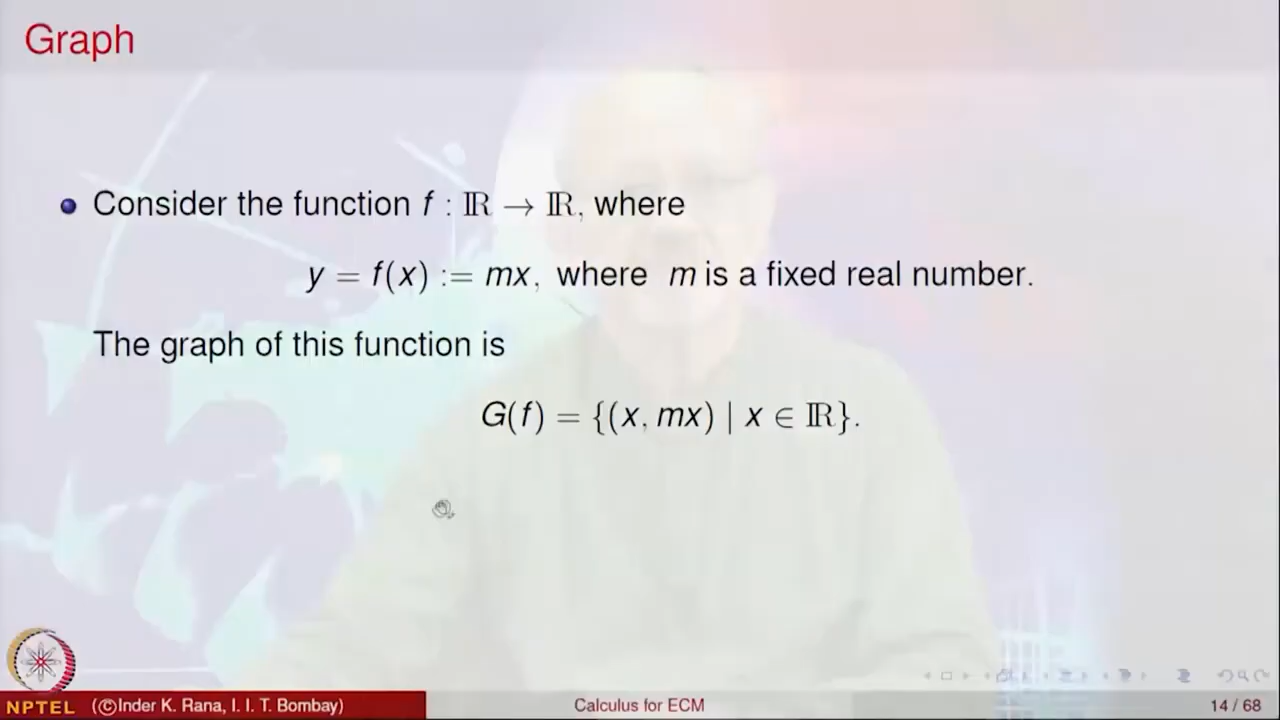 Graph
Consider the function f : ℝ → ℝ, where
y = f(x) := mx, where m is a fixed real number.
The graph of this function is
G(f) = {(x, mx) | x ∈ ℝ}.
NPTEL (©Inder K. Rana, I. I. T. Bombay) Calculus for ECM 14 / 68